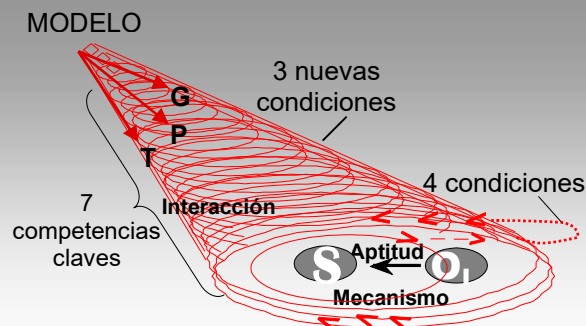 MODELO
3 nuevas
condiciones
G
P
T
4 condiciones
7
competencias
claves
Interacción
Aptitud
S
O
Mecanismo